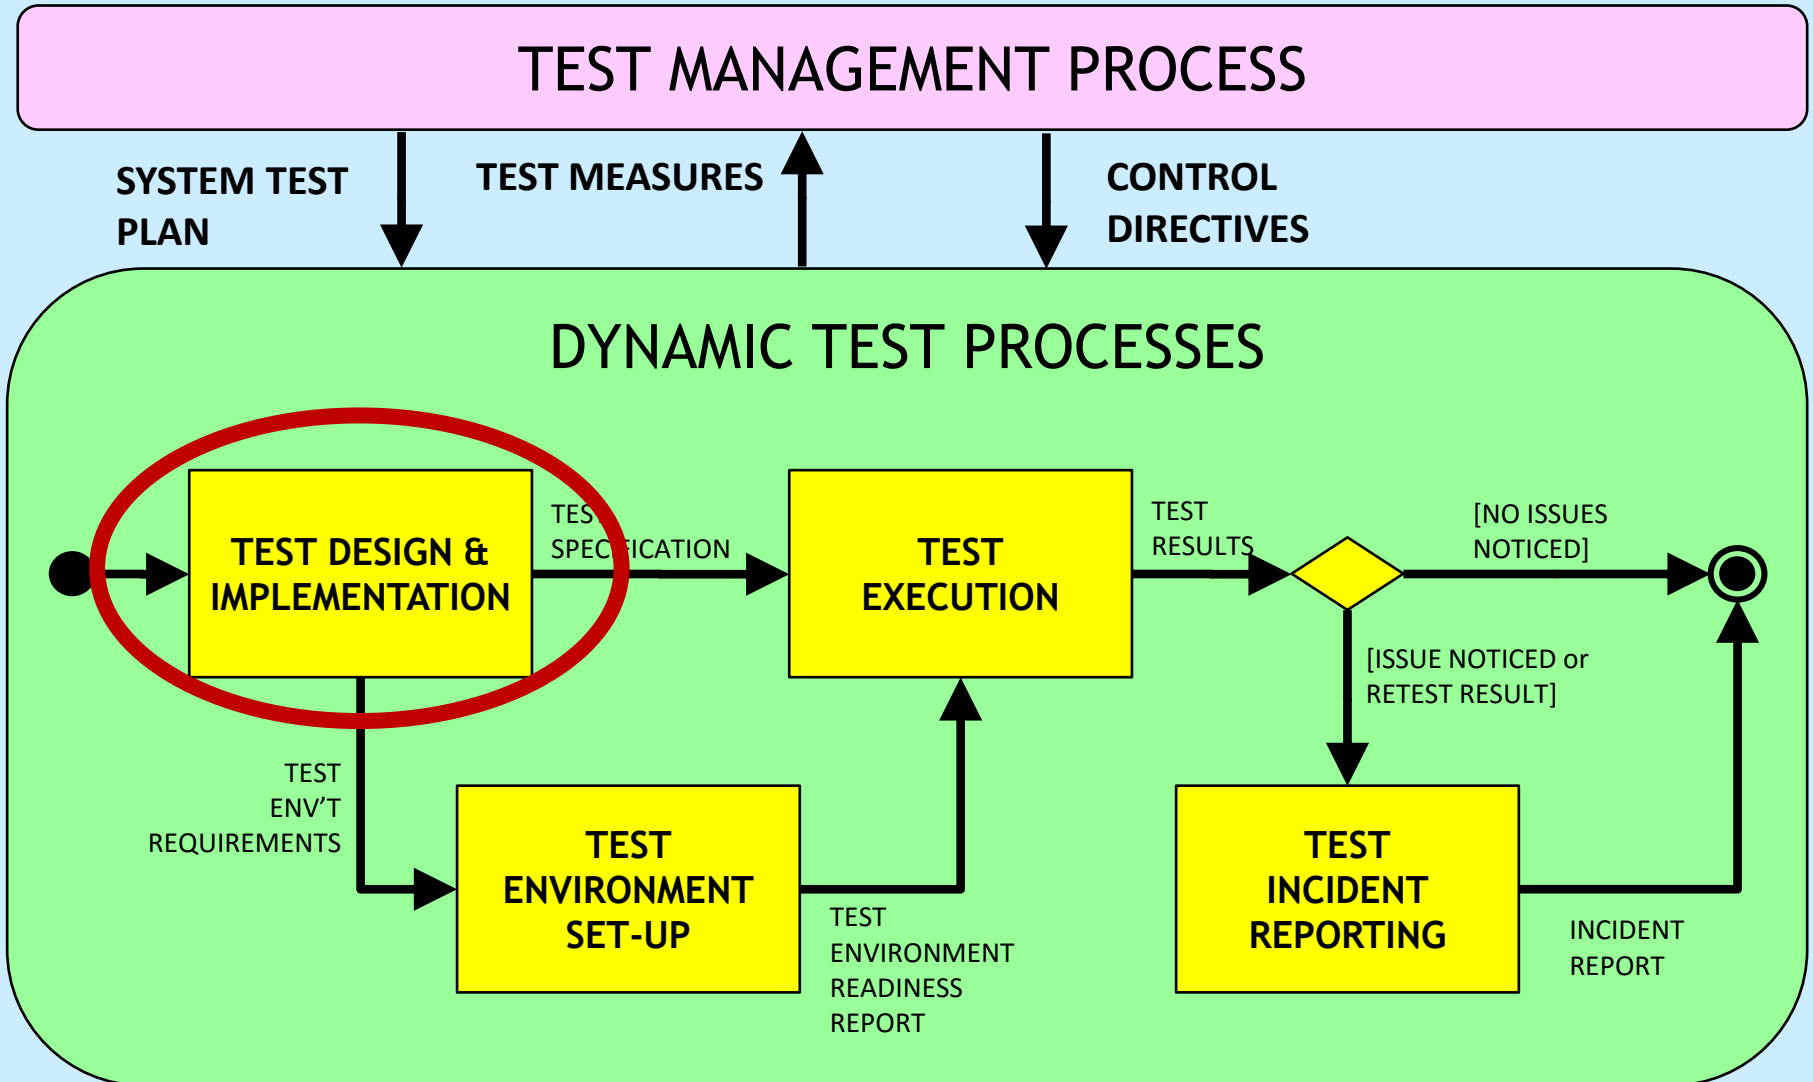 TEST MANAGEMENT PROCESS
SYSTEM TEST
PLAN
TEST MEASURES
CONTROL
DIRECTIVES
DYNAMIC TEST PROCESSES
TEST DESIGN &
IMPLEMENTATION
TEST
SPECIFICATION
TEST
EXECUTION
TEST
RESULTS
[NO ISSUES
NOTICED]
[ISSUE NOTICED or
RETEST RESULT]
TEST
ENV’T
REQUIREMENTS
TEST
ENVIRONMENT
SET-UP
TEST
ENVIRONMENT
READINESS
REPORT
TEST
INCIDENT
REPORTING
INCIDENT
REPORT